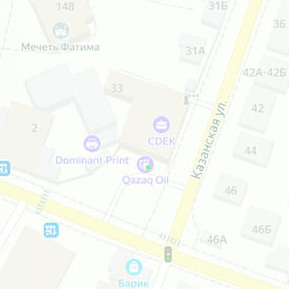 148
Мечеть Фатима
31Б
36
31А
33
42А-42Б
42
CDEK
2
Dominant Print
Qazaq Oil
Казанская ул.
44
46
46Б
46А
Барик